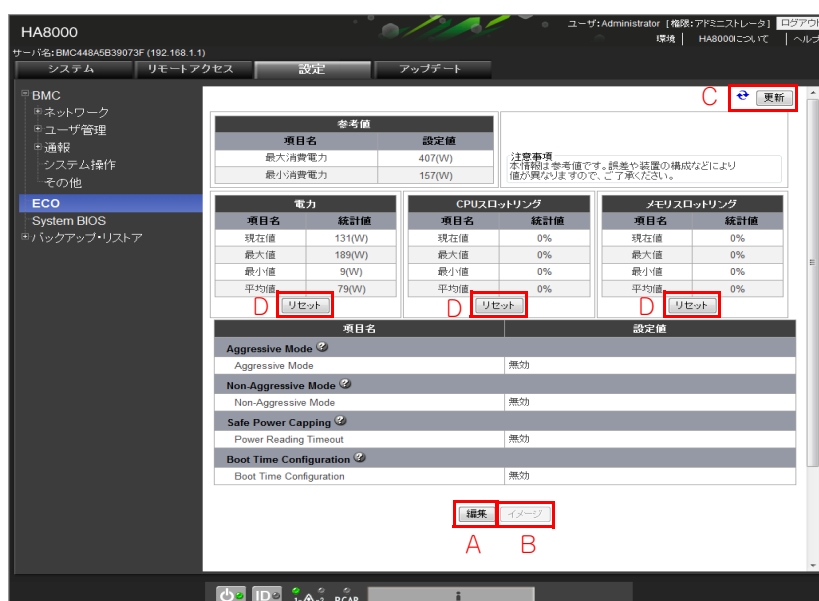 HA8000
ユーザ:Administrator [権限:アドミニストレータ] ログアウト
サーバ名:BMC448A5B39073F (192.168.1.1)
環境 | HA8000について | ヘルプ
システム リモートアクセス 設定 アップデート
BMC
ネットワーク
ユーザ管理
通報
システム操作
その他
ECO
System BIOS
バックアップ・リストア
C 更新
参考値
項目名 設定値
最大消費電力 407(W)
最小消費電力 157(W)
注意事項
本情報は参考値です。誤差や装置の構成などにより
値が異なりますので、ご了承ください。
電力 CPUスロットリング メモリスロットリング
項目名 統計値 項目名 統計値 項目名 統計値
現在値 131(W) 現在値 0% 現在値 0%
最大値 189(W) 最大値 0% 最大値 0%
最小値 9(W) 最小値 0% 最小値 0%
平均値 79(W) 平均値 0% 平均値 0%
D リセット D リセット D リセット
項目名 設定値
Aggressive Mode
Aggressive Mode 無効
Non-Aggressive Mode
Non-Aggressive Mode 無効
Safe Power Capping
Power Reading Timeout 無効
Boot Time Configuration
Boot Time Configuration 無効
編集 イメージ
A B
ID